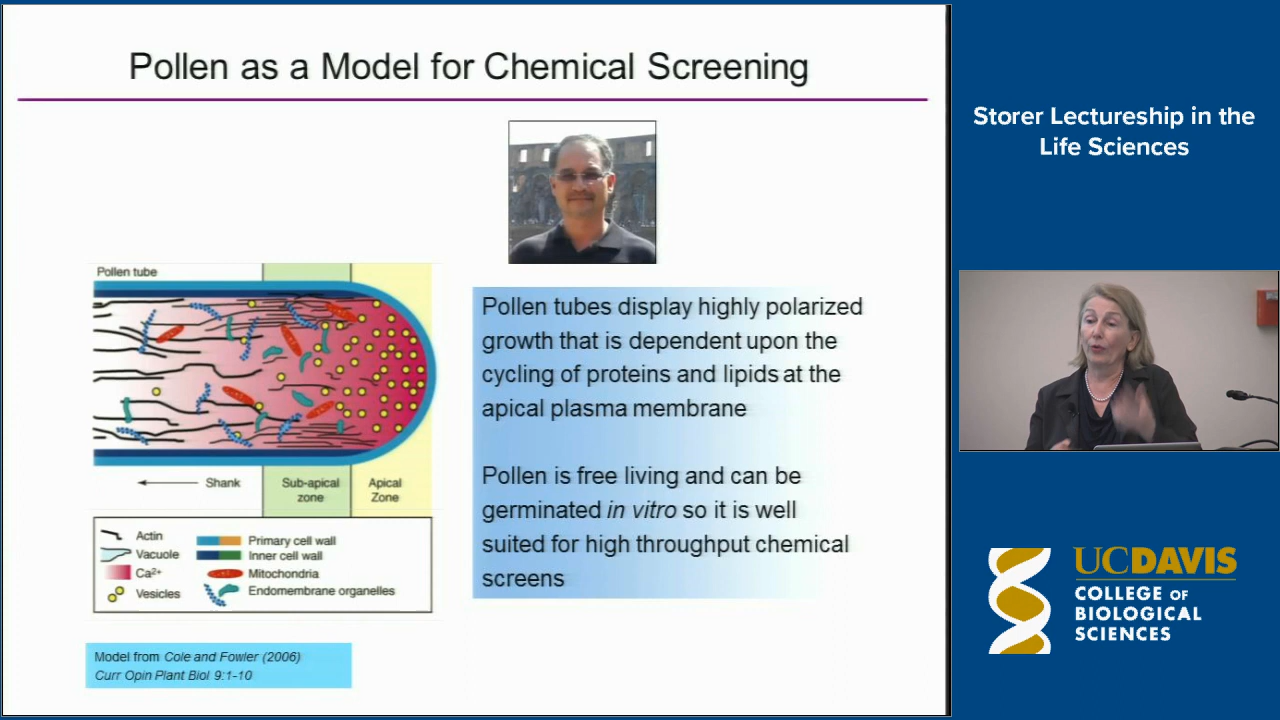 Pollen as a Model for Chemical Screening
Pollen tube
Shank
Sub-apical
zone
Apical
Zone
Actin
Vacuole
Ca²⁺
Vesicles
Primary cell wall
Inner cell wall
Mitochondria
Endomembrane organelles
Model from Cole and Fowler (2006)
Curr Opin Plant Biol 9:1-10
Pollen tubes display highly polarized
growth that is dependent upon the
cycling of proteins and lipids at the
apical plasma membrane
Pollen is free living and can be
germinated in vitro so it is well
suited for high throughput chemical
screens
Storer Lectureship in the
Life Sciences
UCDAVIS
COLLEGE OF
BIOLOGICAL
SCIENCES